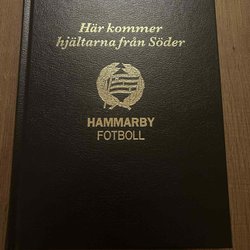 Här kommer
hjältarna från Söder
HAMMARBY
FOTBOLL